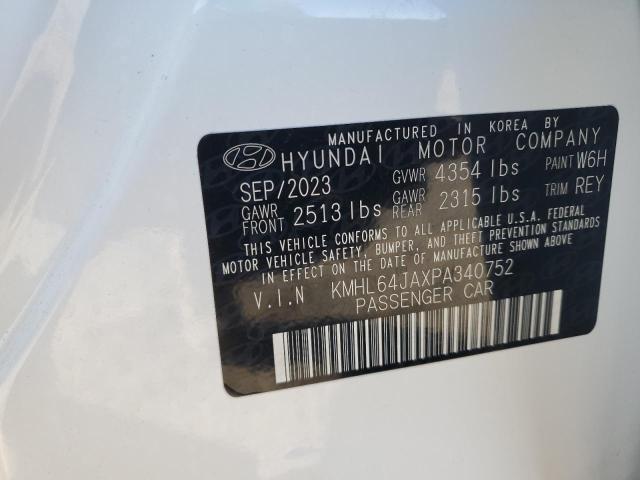 MANUFACTURED IN KOREA BY
HYUNDAI MOTOR COMPANY
SEP/2023 GVWR 4354 lbs PAINT W6H
GAWR FRONT 2513 lbs GAWR REAR 2315 lbs TRIM REY
THIS VEHICLE CONFORMS TO ALL APPLICABLE U.S.A. FEDERAL
MOTOR VEHICLE SAFETY, BUMPER, AND THEFT PREVENTION STANDARDS
IN EFFECT ON THE DATE OF MANUFACTURE SHOWN ABOVE.
V.I.N KMHL64JAXPA340752
PASSENGER CAR